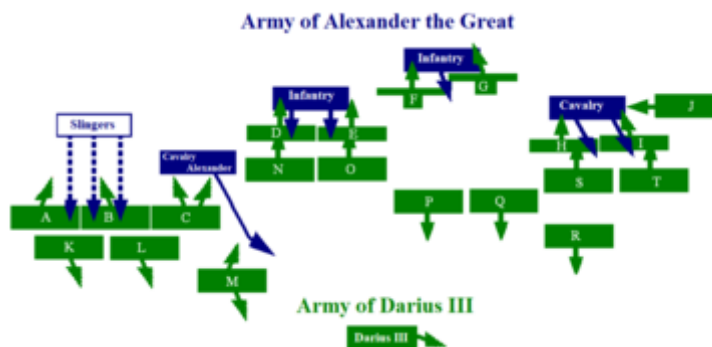 Army of Alexander the Great
Infantry
G
F
Infantry
Cavalry
J
Slingers
D
E
H
I
Cavalry
Alexander
N
O
S
T
P
Q
A
B
C
R
K
L
M
Army of Darius III
Darius III